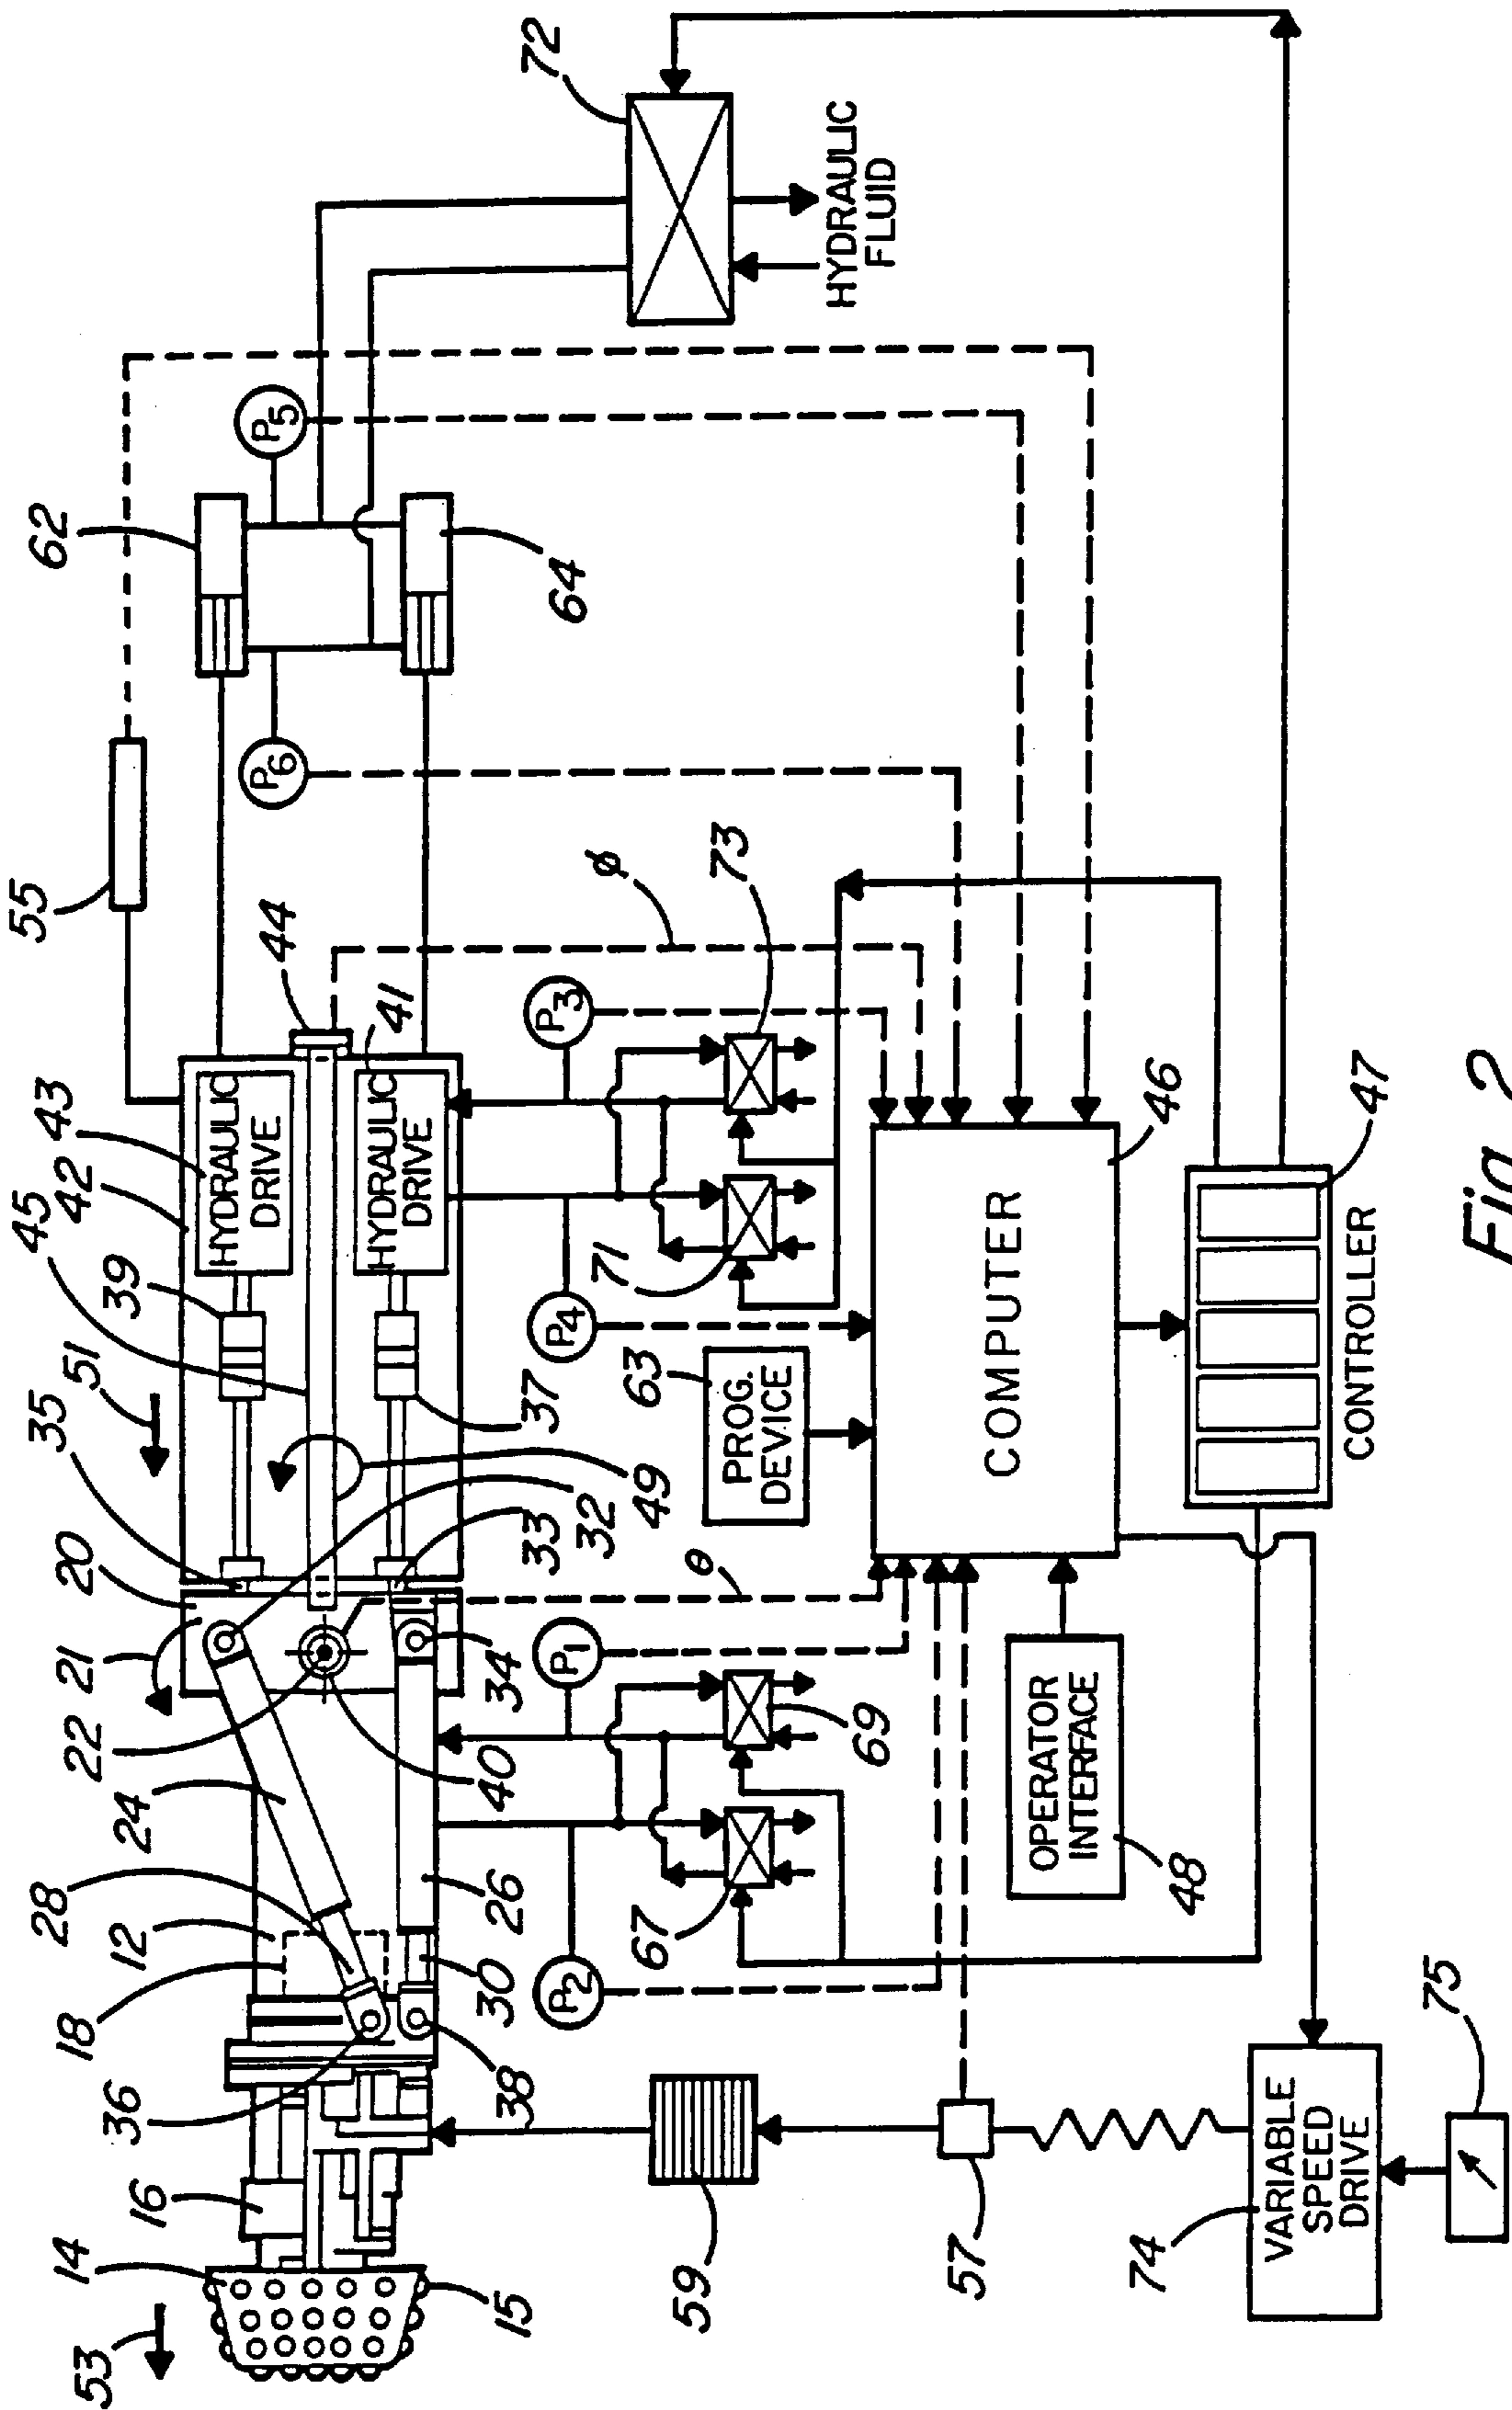 53
14
16
36
18
12
28
24
22
21
20
35
51
39
45
42
43
44
55
62
72
HYDRAULIC
DRIVE
HYDRAULIC
DRIVE
41
15
38
30
26
40
34
33
32
49
37
P6
P5
64
HYDRAULIC
FLUID
59
P2
P1
67
69
θ
P4
P3
71
73
ø
63
PROG.
DEVICE
57
OPERATOR
INTERFACE
48
COMPUTER
46
74
VARIABLE
SPEED
DRIVE
75
CONTROLLER
47
Fig. 2